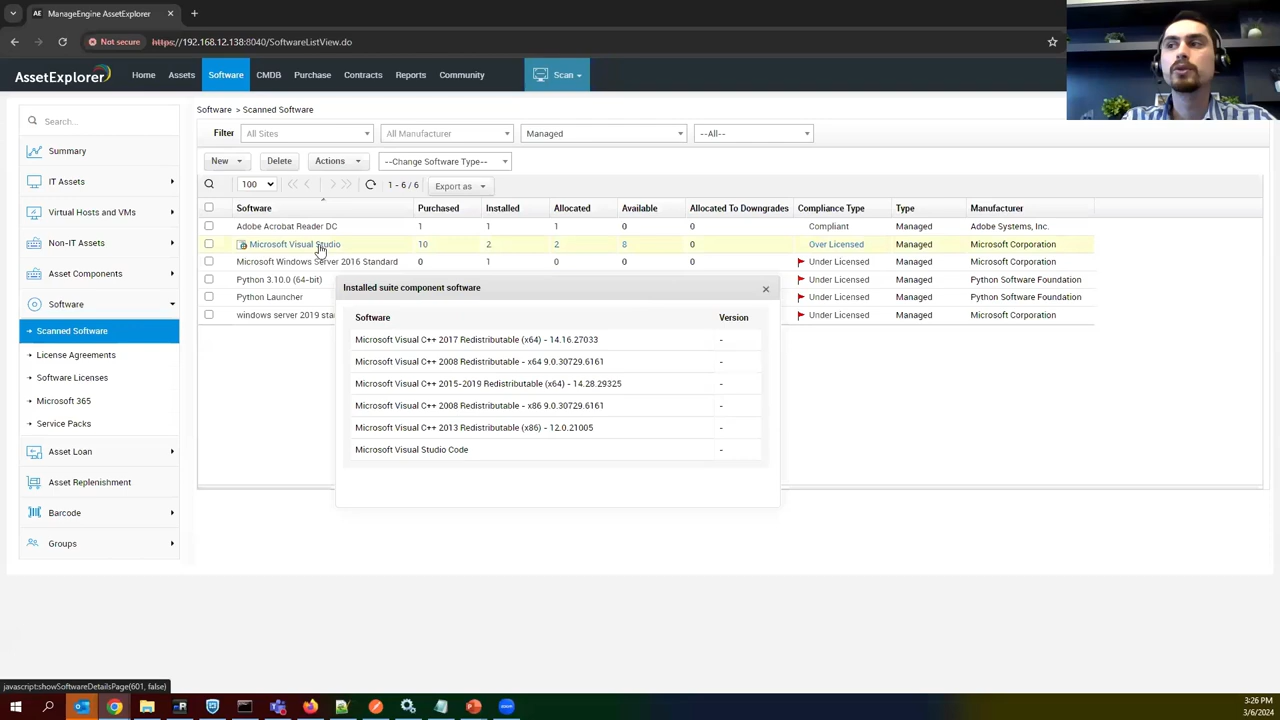 ManageEngine AssetExplorer
Not secure https://192.168.12.138:8040/SoftwareListView.do
AssetExplorer Home Assets Software CMDB Purchase Contracts Reports Community Scan
Software > Scanned Software
Search...
Filter All Sites All Manufacturer Managed --All--
Summary
New Delete Actions --Change Software Type--
IT Assets
100 1 - 6 / 6 Export as
Software Purchased Installed Allocated Available Allocated To Downgrades Compliance Type Type Manufacturer
Virtual Hosts and VMs
Adobe Acrobat Reader DC 1 1 1 0 0 Compliant Managed Adobe Systems, Inc.
Non-IT Assets
Microsoft Visual Studio 10 2 2 8 0 Over Licensed Managed Microsoft Corporation
Microsoft Windows Server 2016 Standard 0 1 0 0 0 Under Licensed Managed Microsoft Corporation
Asset Components
Python 3.10.0 (64-bit) Under Licensed Managed Python Software Foundation
Python Launcher Under Licensed Managed Python Software Foundation
Software
windows server 2019 sta Under Licensed Managed Microsoft Corporation
Scanned Software
License Agreements
Software Licenses
Microsoft 365
Service Packs
Asset Loan
Asset Replenishment
Barcode
Groups
Installed suite component software
Software Version
Microsoft Visual C++ 2017 Redistributable (x64) - 14.16.27033 -
Microsoft Visual C++ 2008 Redistributable - x64 9.0.30729.6161 -
Microsoft Visual C++ 2015-2019 Redistributable (x64) - 14.28.29325 -
Microsoft Visual C++ 2008 Redistributable - x86 9.0.30729.6161 -
Microsoft Visual C++ 2013 Redistributable (x86) - 12.0.21005 -
Microsoft Visual Studio Code -
javascript:showSoftwareDetailsPage(601, false)
3:26 PM
3/6/2024